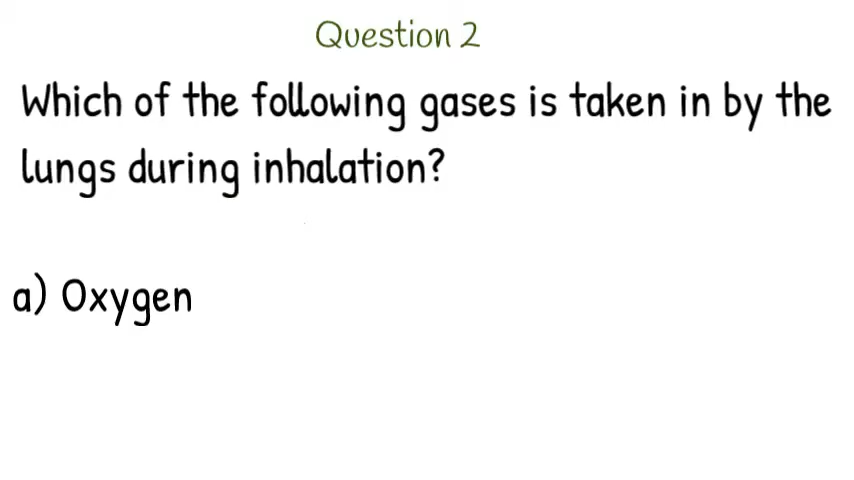 Question 2
Which of the following gases is taken in by the
lungs during inhalation?
a) Oxygen